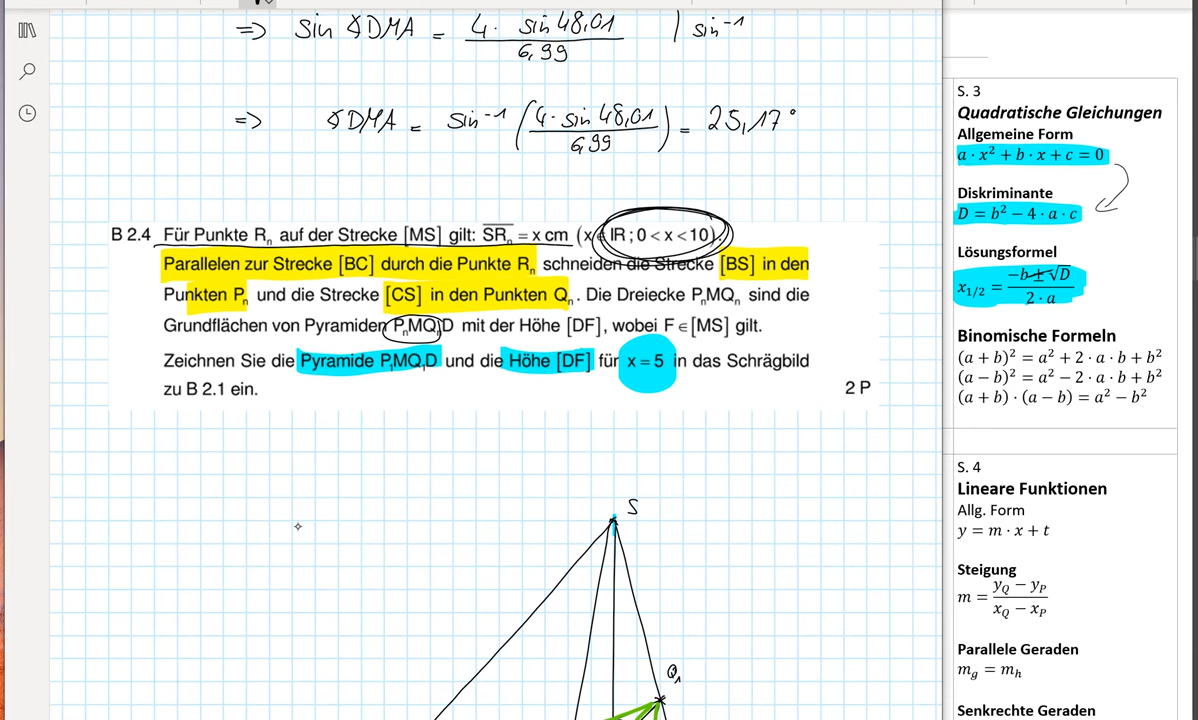 => sin ∢DMA = 4 · sin 48,01 / 6,99 | sin⁻¹
=> ∢DMA = sin⁻¹ (4 · sin 48,01 / 6,99) = 25,17°
B 2.4 Für Punkte Rₙ auf der Strecke [MS] gilt: SRₙ = x cm (x ∈ IR; 0 < x < 10).
Parallelen zur Strecke [BC] durch die Punkte Rₙ schneiden die Strecke [BS] in den
Punkten Pₙ und die Strecke [CS] in den Punkten Qₙ. Die Dreiecke PₙMQₙ sind die
Grundflächen von Pyramiden PₙMQₙD mit der Höhe [DF], wobei F ∈ [MS] gilt.
Zeichnen Sie die Pyramide P₁MQ₁D und die Höhe [DF] für x = 5 in das Schrägbild
zu B 2.1 ein.
2 P
S
Q₁
S. 3
Quadratische Gleichungen
Allgemeine Form
a · x² + b · x + c = 0
Diskriminante
D = b² − 4 · a · c
Lösungsformel
x₁/₂ = −b ± √D / 2 · a
Binomische Formeln
(a + b)² = a² + 2 · a · b + b²
(a − b)² = a² − 2 · a · b + b²
(a + b) · (a − b) = a² − b²
S. 4
Lineare Funktionen
Allg. Form
y = m · x + t
Steigung
m = y_Q − y_P / x_Q − x_P
Parallele Geraden
m_g = m_h
Senkrechte Geraden